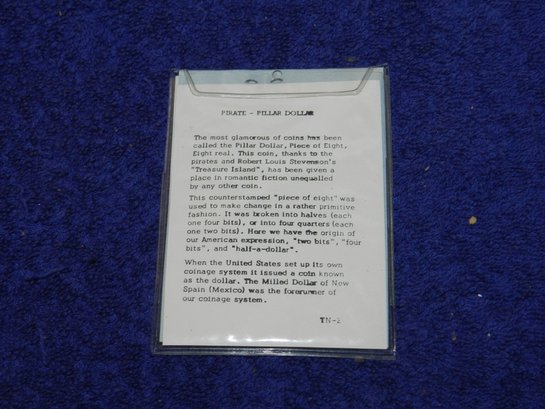 PIRATE - PILLAR DOLLAR
The most glamorous of coins has been
called the Pillar Dollar, Piece of Eight,
Eight real. This coin, thanks to the
pirates and Robert Louis Stevenson's
"Treasure Island", has been given a
place in romantic fiction unequalled
by any other coin.
This counterstamped "piece of eight" was
used to make change in a rather primitive
fashion. It was broken into halves (each
one four bits), or into four quarters (each
one two bits). Here we have the origin of
our American expression, "two bits", "four
bits", and "half-a-dollar".
When the United States set up its own
coinage system it issued a coin known
as the dollar. The Milled Dollar of New
Spain (Mexico) was the forerunner of
our coinage system.
TN-2